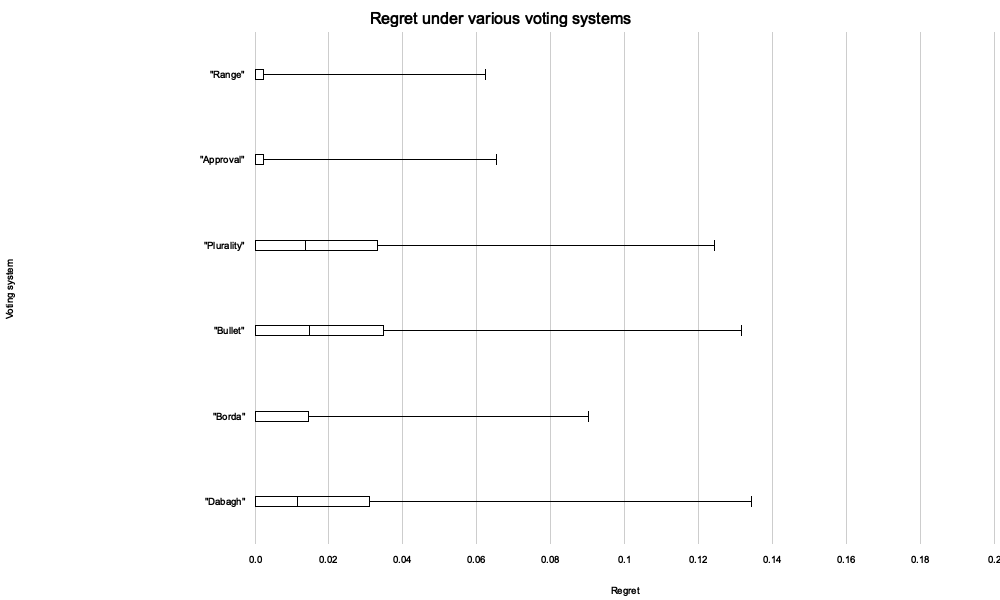 Regret under various voting systems
"Range"
"Approval"
"Plurality"
Voting system
"Bullet"
"Borda"
"Dabagh"
0.0 0.02 0.04 0.06 0.08 0.1 0.12 0.14 0.16 0.18 0.2
Regret